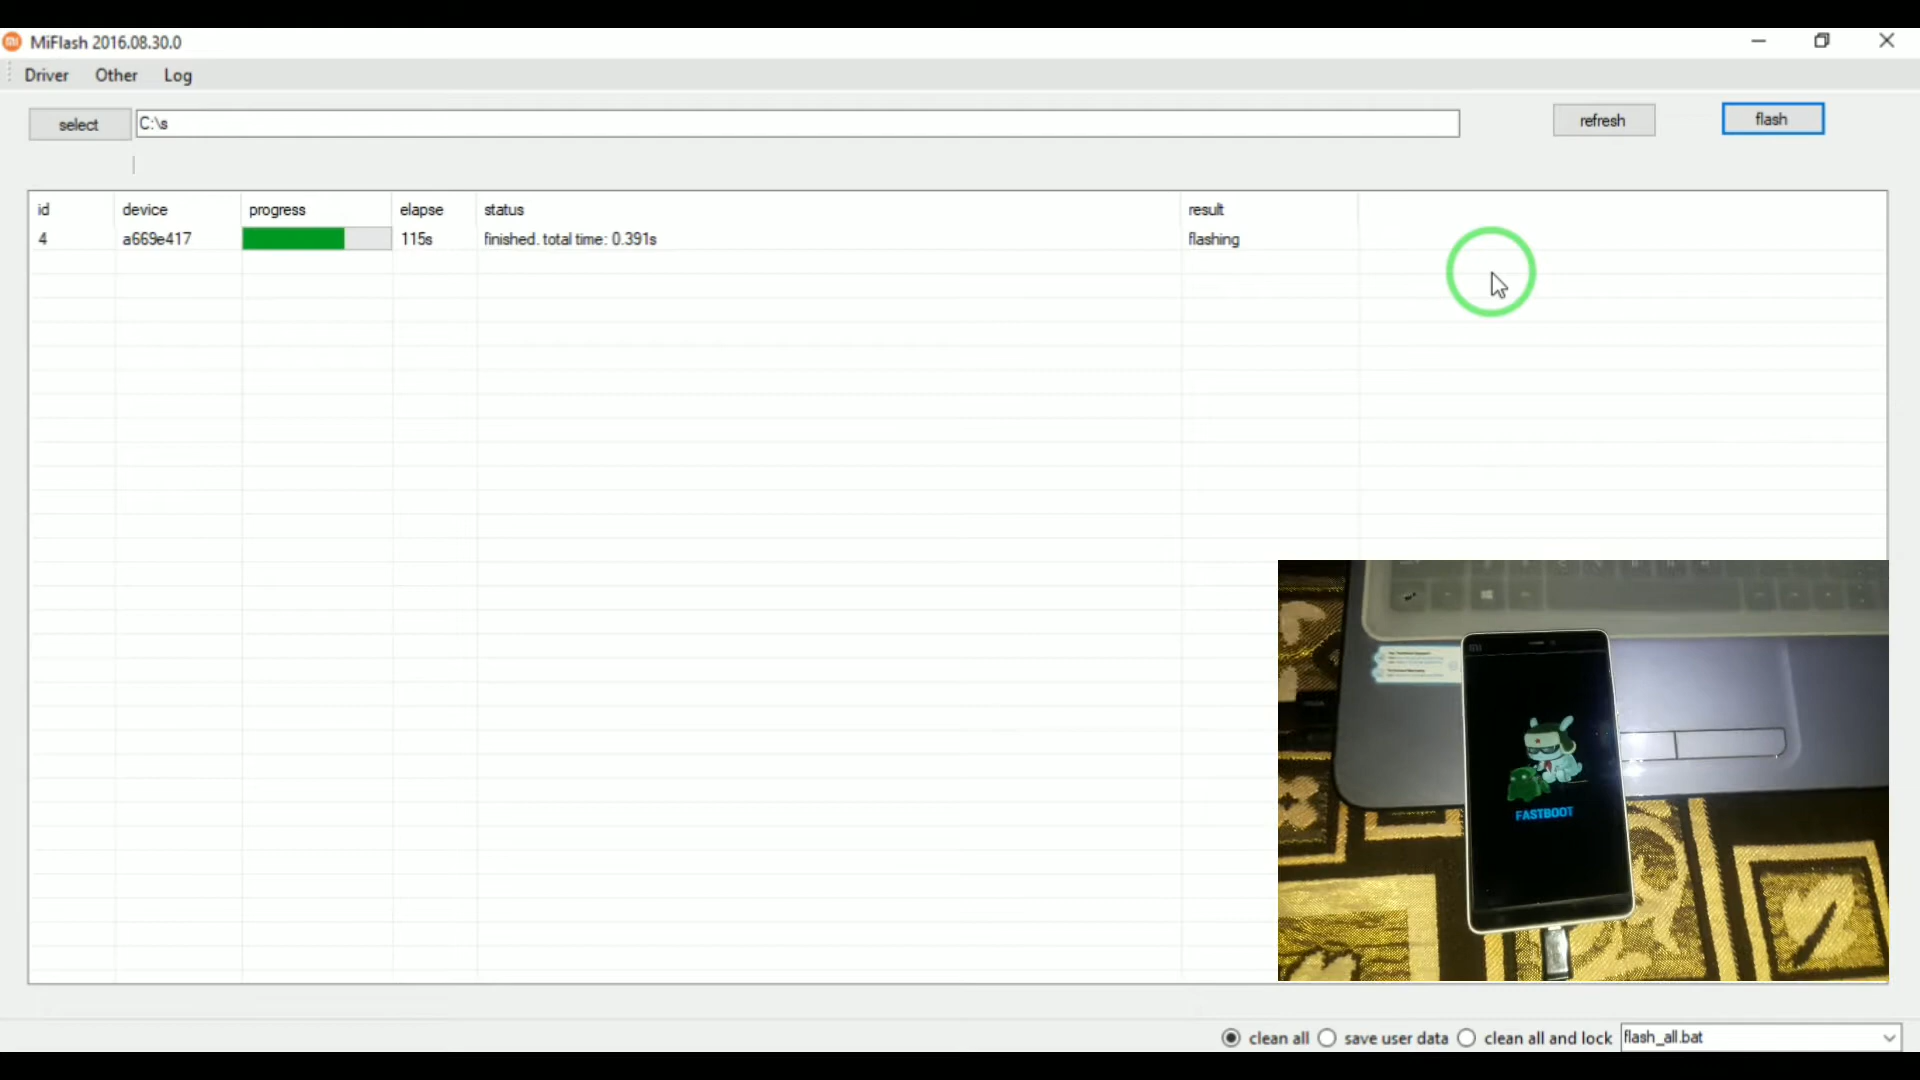 MiFlash 2016.08.30.0
Driver Other Log
select C:\s refresh flash
id device progress elapse status result
4 a669e417 115s finished. total time: 0.391s flashing
FASTBOOT
clean all save user data clean all and lock flash_all.bat